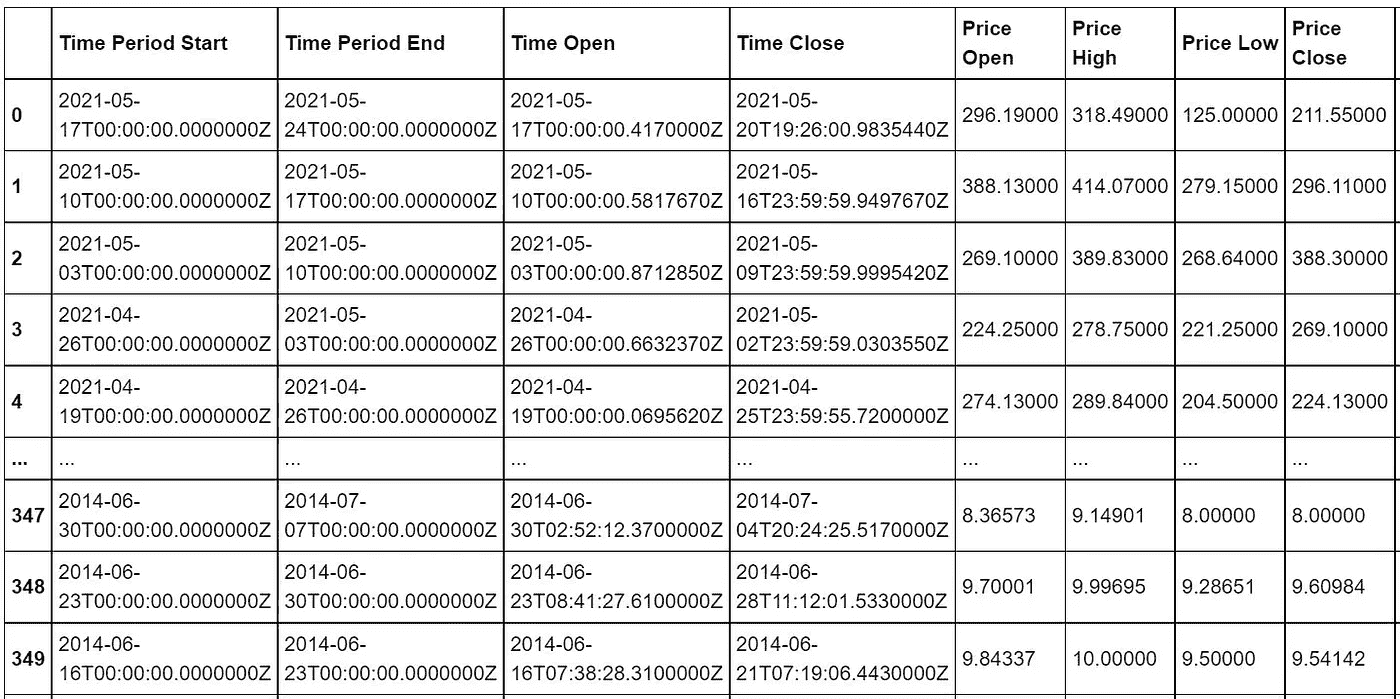 Time Period Start Time Period End Time Open Time Close Price Open Price High Price Low Price Close
0 2021-05-17T00:00:00.0000000Z 2021-05-24T00:00:00.0000000Z 2021-05-17T00:00:00.4170000Z 2021-05-20T19:26:00.9835440Z 296.19000 318.49000 125.00000 211.55000
1 2021-05-10T00:00:00.0000000Z 2021-05-17T00:00:00.0000000Z 2021-05-10T00:00:00.5817670Z 2021-05-16T23:59:59.9497670Z 388.13000 414.07000 279.15000 296.11000
2 2021-05-03T00:00:00.0000000Z 2021-05-10T00:00:00.0000000Z 2021-05-03T00:00:00.8712850Z 2021-05-09T23:59:59.9995420Z 269.10000 389.83000 268.64000 388.30000
3 2021-04-26T00:00:00.0000000Z 2021-05-03T00:00:00.0000000Z 2021-04-26T00:00:00.6632370Z 2021-05-02T23:59:59.0303550Z 224.25000 278.75000 221.25000 269.10000
4 2021-04-19T00:00:00.0000000Z 2021-04-26T00:00:00.0000000Z 2021-04-19T00:00:00.0695620Z 2021-04-25T23:59:55.7200000Z 274.13000 289.84000 204.50000 224.13000
... ... ... ... ... ... ... ... ...
347 2014-06-30T00:00:00.0000000Z 2014-07-07T00:00:00.0000000Z 2014-06-30T02:52:12.3700000Z 2014-07-04T20:24:25.5170000Z 8.36573 9.14901 8.00000 8.00000
348 2014-06-23T00:00:00.0000000Z 2014-06-30T00:00:00.0000000Z 2014-06-23T08:41:27.6100000Z 2014-06-28T11:12:01.5330000Z 9.70001 9.99695 9.28651 9.60984
349 2014-06-16T00:00:00.0000000Z 2014-06-23T00:00:00.0000000Z 2014-06-16T07:38:28.3100000Z 2014-06-21T07:19:06.4430000Z 9.84337 10.00000 9.50000 9.54142